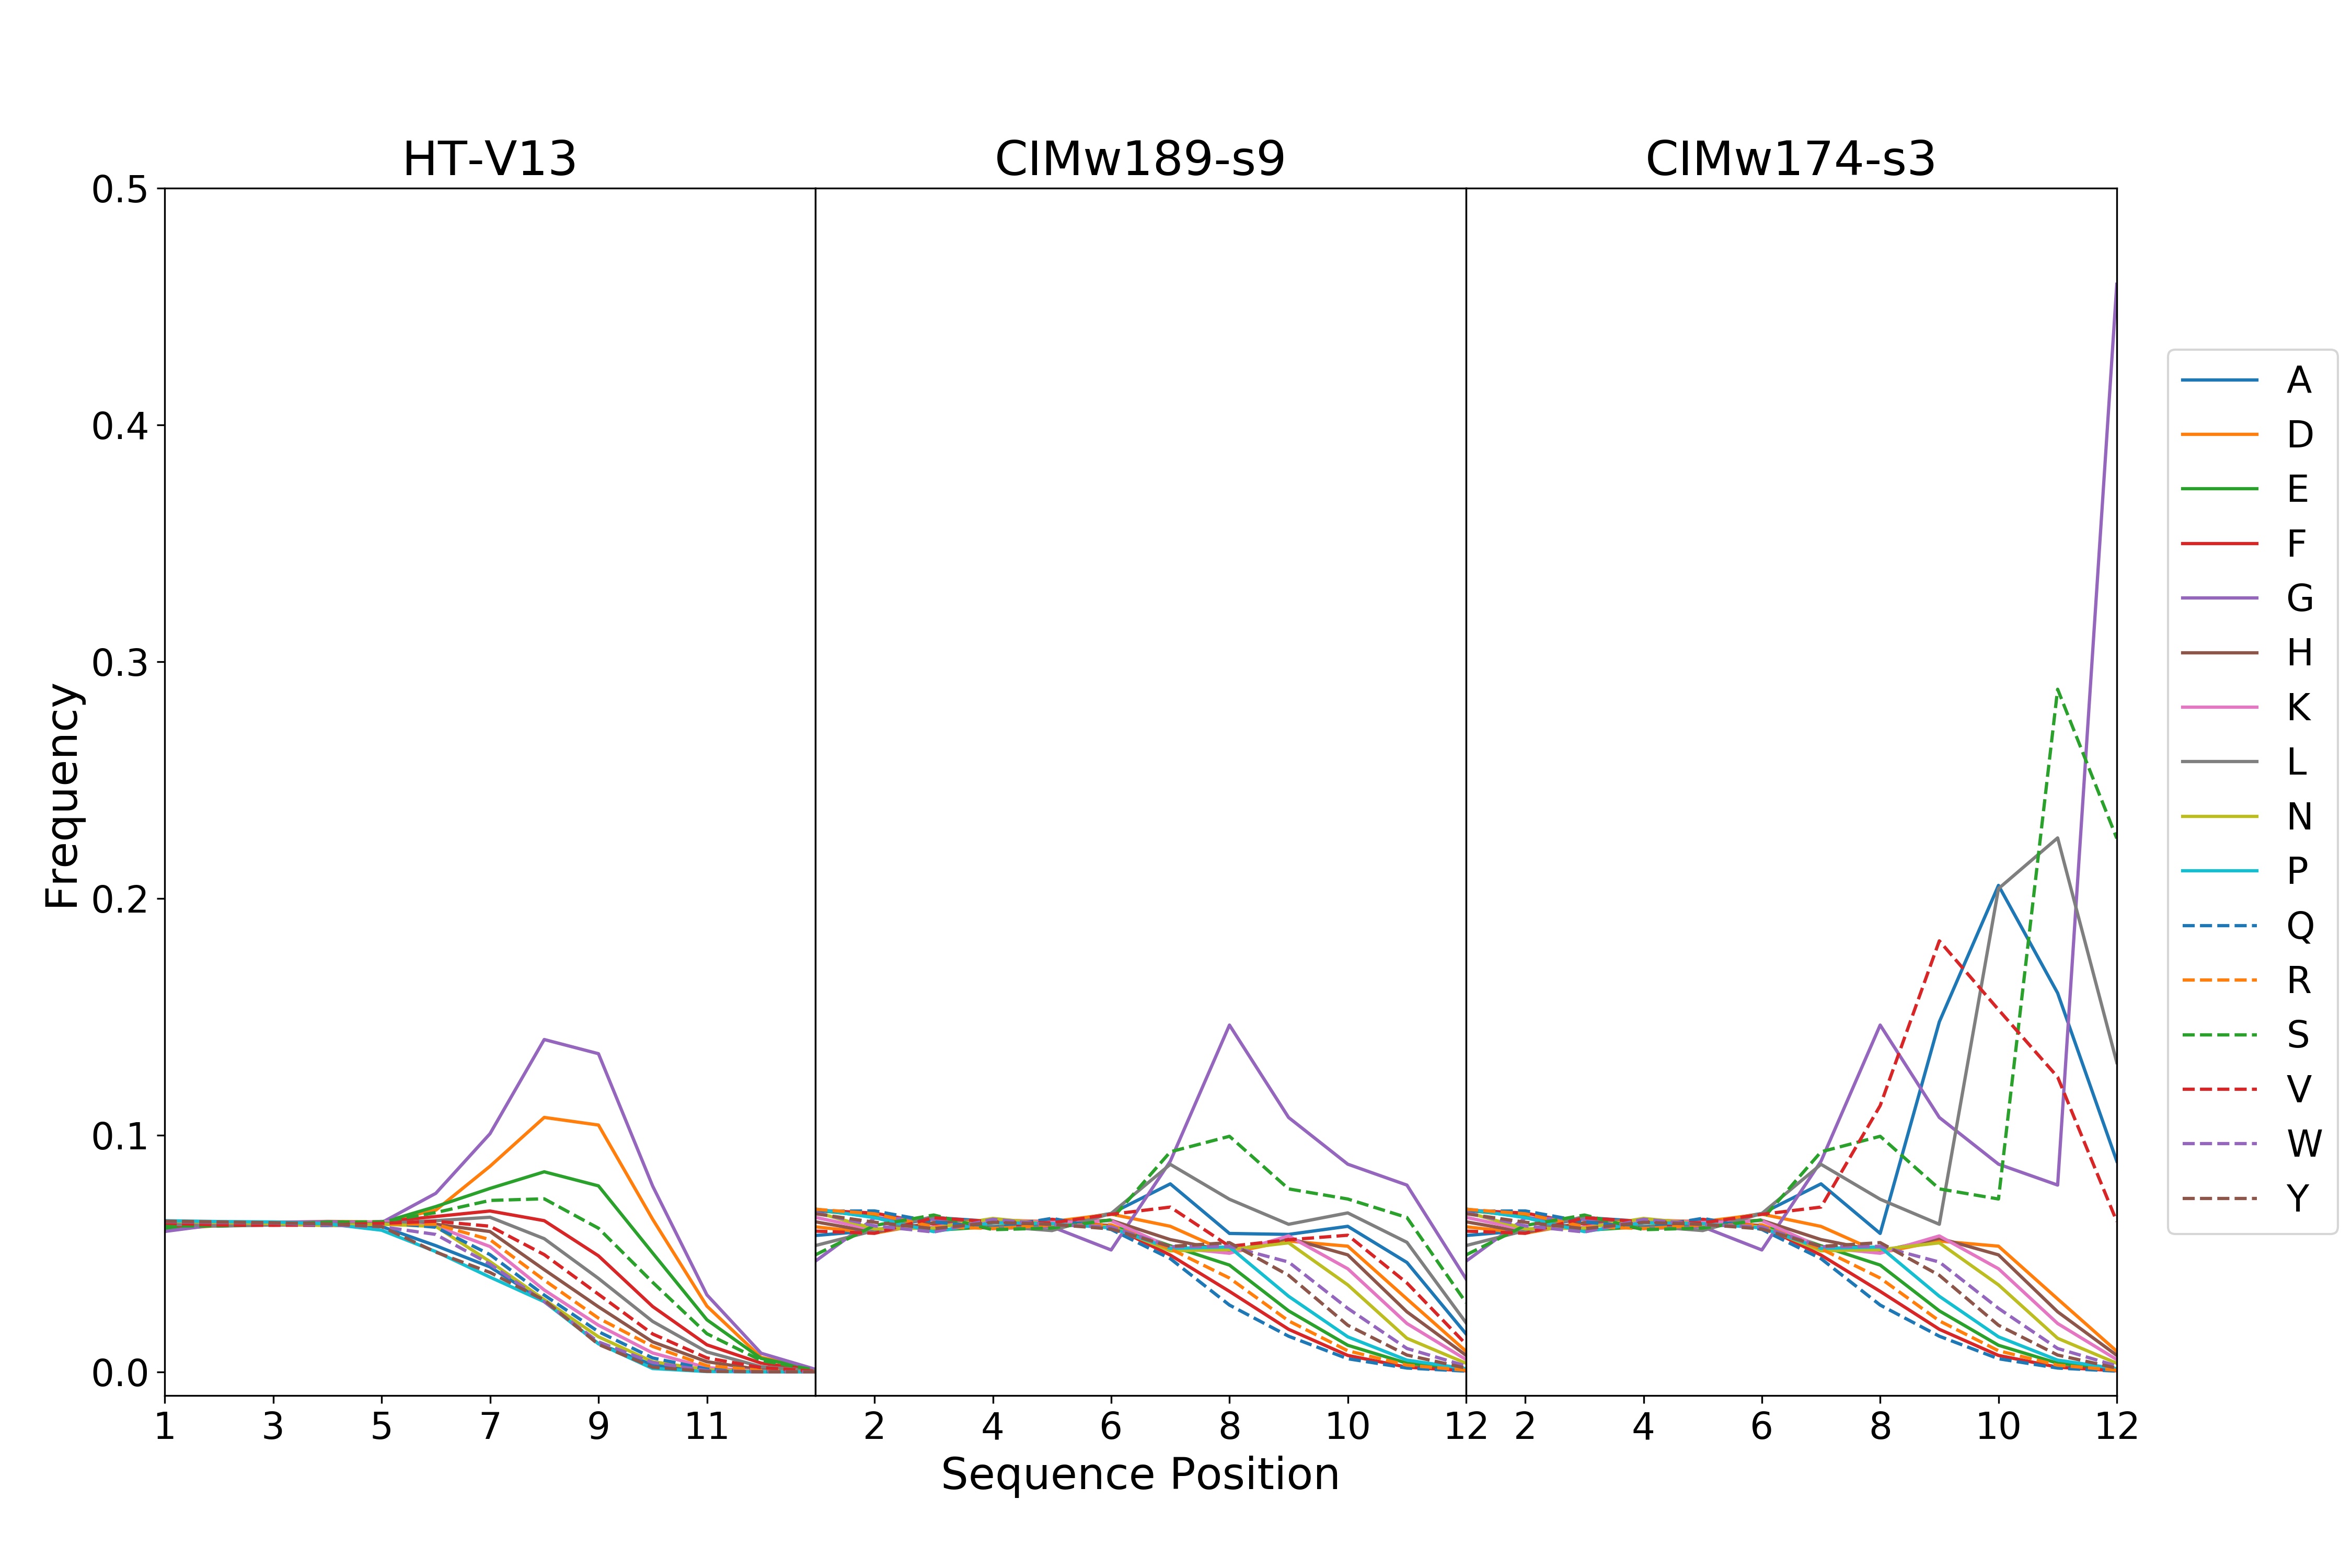 HT-V13 CIMw189-s9 CIMw174-s3
0.5
0.4
0.3
0.2
0.1
0.0
Frequency
1 3 5 7 9 11 2 4 6 8 10 12 2 4 6 8 10 12
Sequence Position
A
D
E
F
G
H
K
L
N
P
Q
R
S
V
W
Y